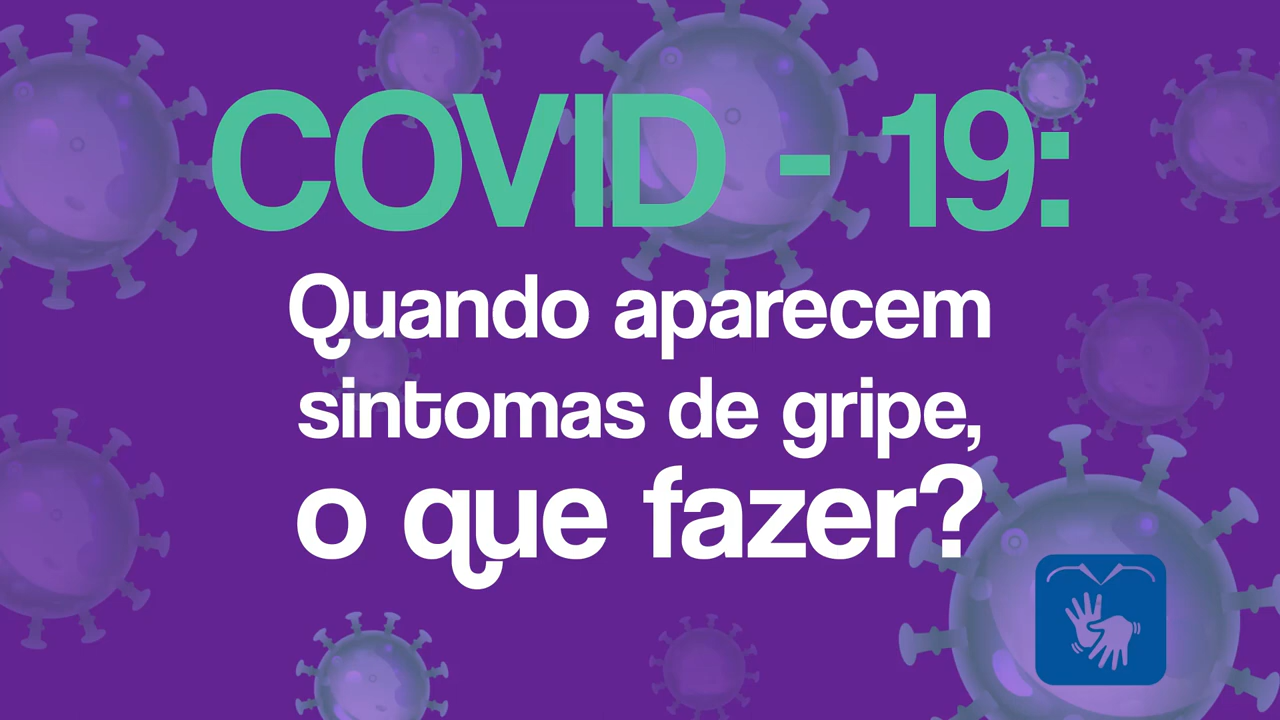 COVID - 19:
Quando aparecem
sintomas de gripe,
o que fazer?